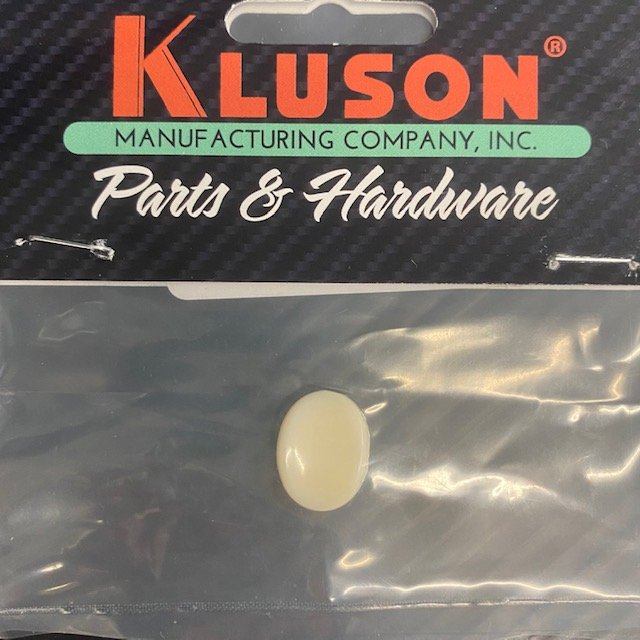 KLUSON®
MANUFACTURING COMPANY, INC.
Parts & Hardware